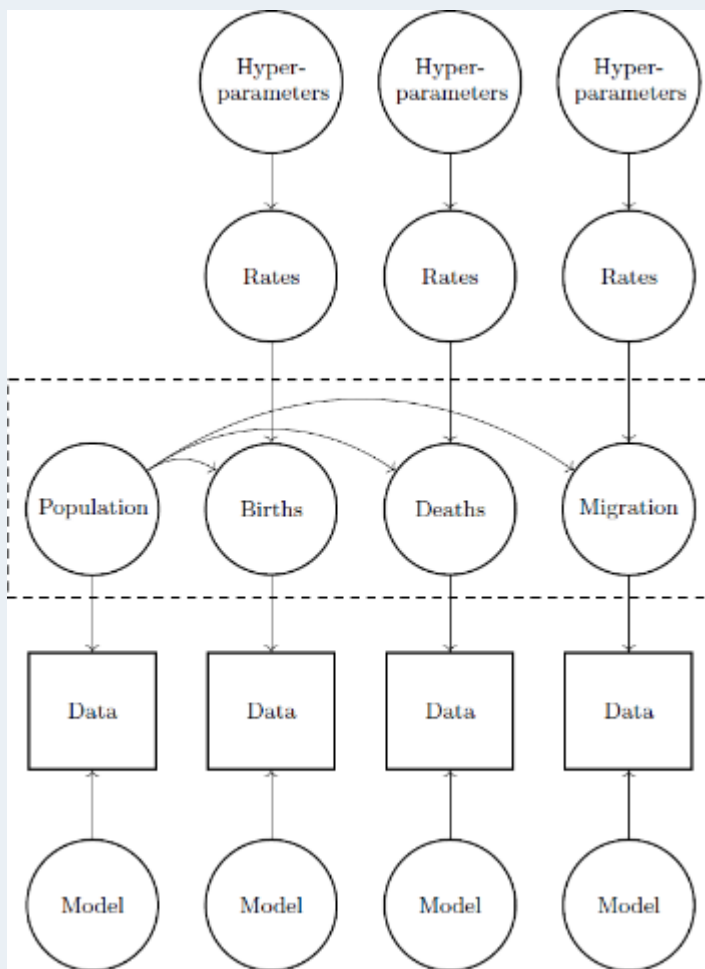 Hyper-
parameters
Hyper-
parameters
Hyper-
parameters
Rates
Rates
Rates
Population
Births
Deaths
Migration
Data
Data
Data
Data
Model
Model
Model
Model